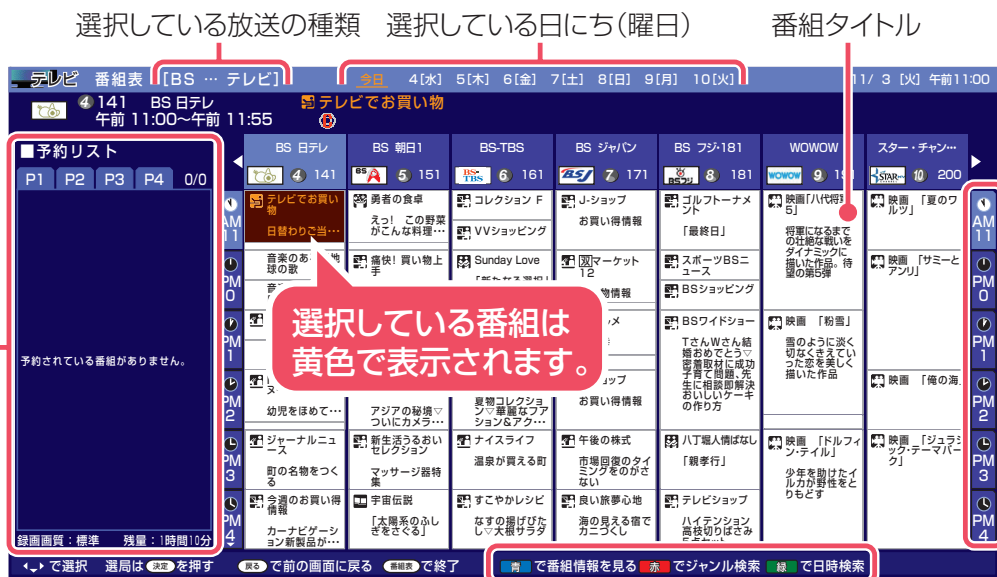 選択している放送の種類 選択している日にち(曜日) 番組タイトル
テレビ 番組表 [BS … テレビ] 今日 4[水] 5[木] 6[金] 7[土] 8[日] 9[月] 10[火] 11/ 3 [火] 午前11:00
4 141 BS 日テレ
午前 11:00~午前 11:55
テレビでお買い物
■予約リスト
P1 P2 P3 P4 0/0
予約されている番組がありません。
録画画質:標準 残量:1時間10分
BS 日テレ BS 朝日1 BS-TBS BS ジャパン BS フジ・181 WOWOW スター・チャン…
4 141 BS 5 151 BS-TBS 6 161 BSJ 7 171 BSフジ 8 181 WOWOW 9 191 STAR 10 200
AM
11
PM
0
PM
1
PM
2
PM
3
PM
4
テレビでお買い
物
日替わりご当…
音楽のあ
球の歌
幼児をほめて…
ジャーナルニュ
ース
町の名物をつく
る
今週のお買い得
情報
カーナビゲーシ
ョン新製品が…
勇者の食卓
えっ! この野菜
がこんな料理…
痛快!買い物上
手
アジアの秘境▽
ついにカメラ…
新生活うるおい
セレクション
マッサージ器特
集
宇宙伝説
「太陽系のふし
ぎをさぐる」
コレクション F
VVショッピング
Sunday Love
夏物コレクショ
ン▽華麗なファ
ション&アク…
ナイスライフ
温泉が買える町
すこやかレシピ
なすの揚げびた
し▽大根サラダ
J-ショップ
お買い得情報
双マーケット
12
物情報
お買い得情報
午後の株式
市場回復のタイ
ミングをのがさ
ない
良い旅夢心地
海の見える宿で
カニづくし
ゴルフトーナメ
ント
「最終日」
スポーツBSニ
ュース
BSショッピング
BSワイドショー
TさんWさん結
婚おめでとう▽
密着取材に成功
子育て問題、先
生に相談即解決
おいしいケーキ
の作り方
八丁堀人情ばなし
「親孝行」
テレビショップ
ハイテンション
高枝切りばさみ
映画「八代将
5」
将軍になるまで
の壮絶な戦いを
ダイナミックに
描いた作品。待
望の第5弾
映画 「粉雪」
雪のように淡く
切なくきえてい
った恋を美しく
描いた作品
映画 「ドルフィ
ン・テイル」
少年を助けたイ
ルカが野性をと
りもどす
映画 「夏のワ
ルツ」
映画 「サミーと
アンリ」
映画 「俺の海
映画 「ジュラシ
ック・テーマパー
ク」
AM
11
PM
0
PM
1
PM
2
PM
3
PM
4
選択している番組は
黄色で表示されます。
で選択 選局は 決定 を押す 戻る で前の画面に戻る 番組表 で終了 青 で番組情報を見る 赤 でジャンル検索 緑 で日時検索